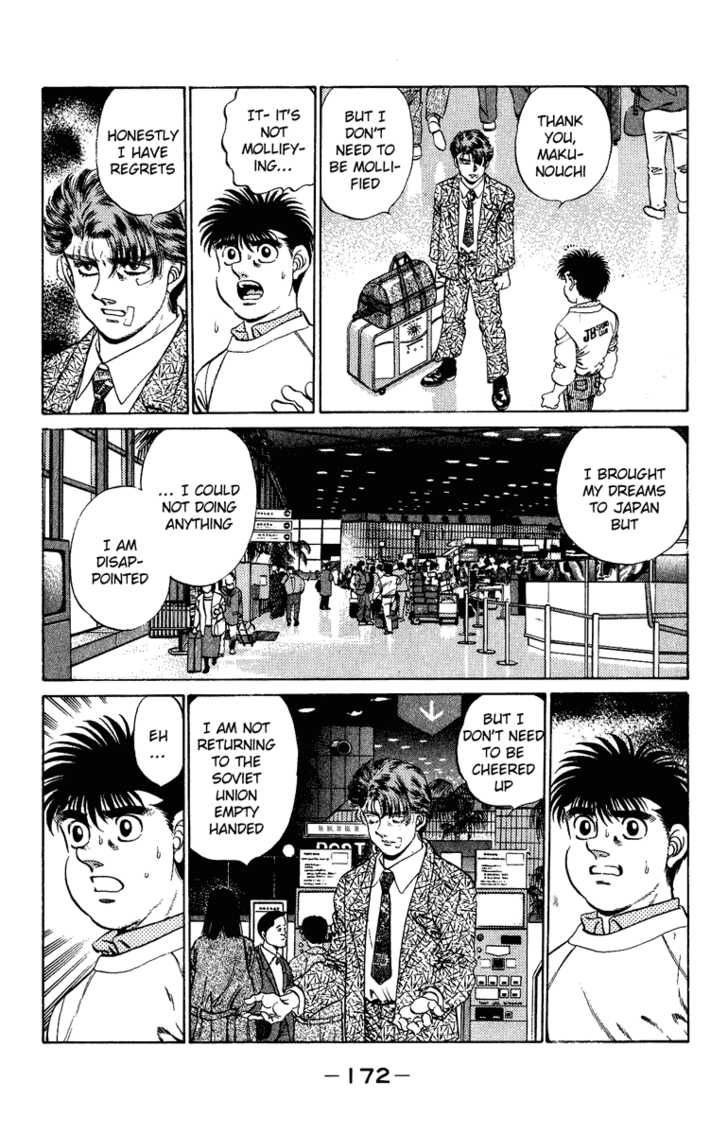 THANK
YOU,
MAKU-
NOUCHI
BUT I
DON'T
NEED TO
BE MOLLI-
FIED
IT- IT'S
NOT
MOLLIFY-
ING...
HONESTLY
I HAVE
REGRETS
I BROUGHT
MY DREAMS
TO JAPAN
BUT
... I COULD
NOT DOING
ANYTHING
I AM
DISAP-
POINTED
BUT I
DON'T NEED
TO BE
CHEERED
UP
I AM NOT
RETURNING
TO THE
SOVIET
UNION
EMPTY
HANDED
EH
...
-172-